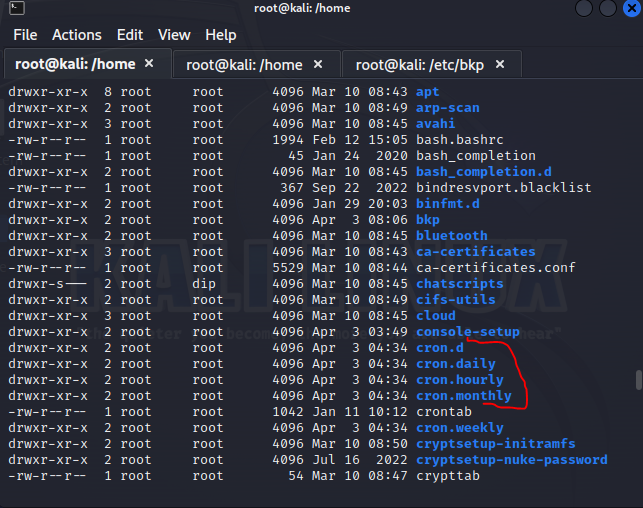 root@kali: /home
File Actions Edit View Help
root@kali: /home × root@kali: /home × root@kali: /etc/bkp ×
drwxr-xr-x 8 root root 4096 Mar 10 08:43 apt
drwxr-xr-x 2 root root 4096 Mar 10 08:49 arp-scan
drwxr-xr-x 3 root root 4096 Mar 10 08:45 avahi
-rw-r--r-- 1 root root 1994 Feb 12 15:05 bash.bashrc
-rw-r--r-- 1 root root 45 Jan 24 2020 bash_completion
drwxr-xr-x 2 root root 4096 Mar 10 08:45 bash_completion.d
-rw-r--r-- 1 root root 367 Sep 22 2022 bindresvport.blacklist
drwxr-xr-x 2 root root 4096 Jan 29 20:03 binfmt.d
drwxr-xr-x 2 root root 4096 Apr 3 08:06 bkp
drwxr-xr-x 2 root root 4096 Mar 10 08:45 bluetooth
drwxr-xr-x 3 root root 4096 Mar 10 08:43 ca-certificates
-rw-r--r-- 1 root root 5529 Mar 10 08:44 ca-certificates.conf
drwxr-s--- 2 root dip 4096 Mar 10 08:45 chatscripts
drwxr-xr-x 2 root root 4096 Mar 10 08:49 cifs-utils
drwxr-xr-x 3 root root 4096 Mar 10 08:45 cloud
drwxr-xr-x 2 root root 4096 Apr 3 03:49 console-setup
drwxr-xr-x 2 root root 4096 Apr 3 04:34 cron.d
drwxr-xr-x 2 root root 4096 Apr 3 04:34 cron.daily
drwxr-xr-x 2 root root 4096 Apr 3 04:34 cron.hourly
drwxr-xr-x 2 root root 4096 Apr 3 04:34 cron.monthly
-rw-r--r-- 1 root root 1042 Jan 11 10:12 crontab
drwxr-xr-x 2 root root 4096 Apr 3 04:34 cron.weekly
drwxr-xr-x 2 root root 4096 Mar 10 08:50 cryptsetup-initramfs
drwxr-xr-x 2 root root 4096 Jul 16 2022 cryptsetup-nuke-password
-rw-r--r-- 1 root root 54 Mar 10 08:47 crypttab